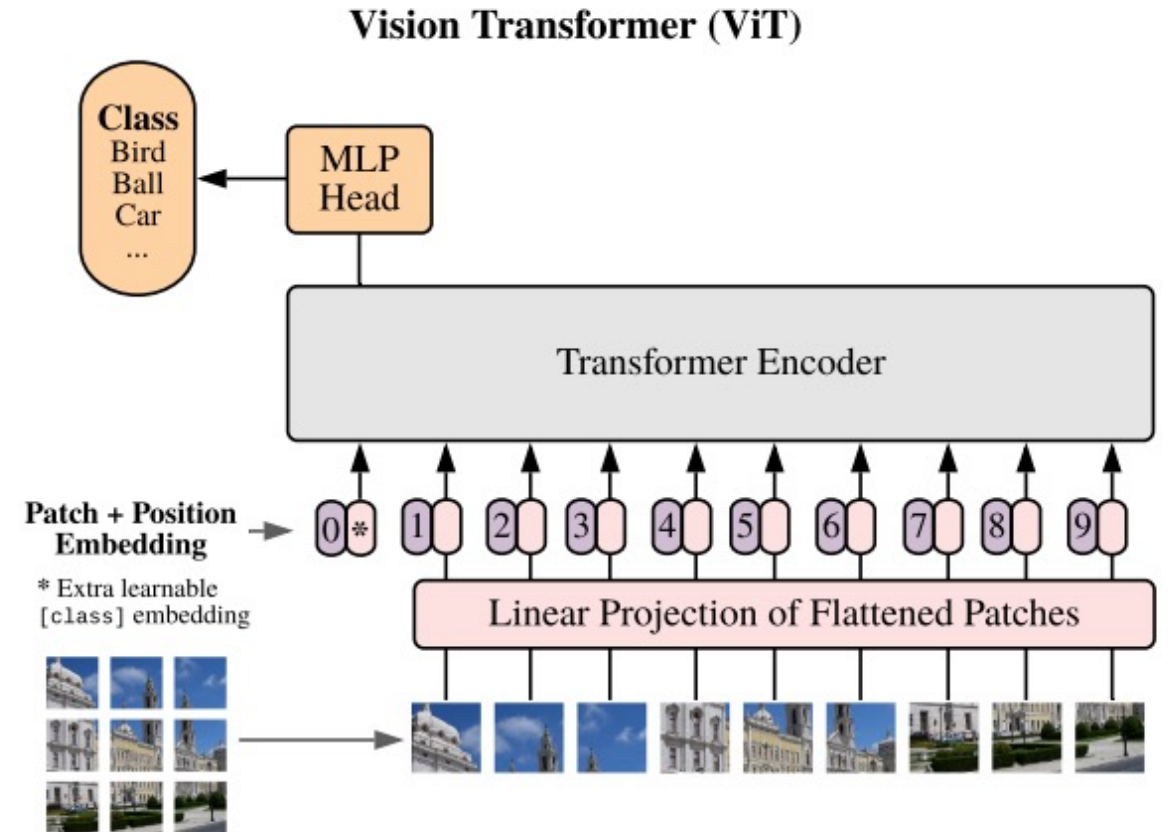 Vision Transformer (ViT)
Class
Bird
Ball
Car
...
MLP
Head
Transformer Encoder
Patch + Position
Embedding
0 * 1 2 3 4 5 6 7 8 9
* Extra learnable
[class] embedding
Linear Projection of Flattened Patches